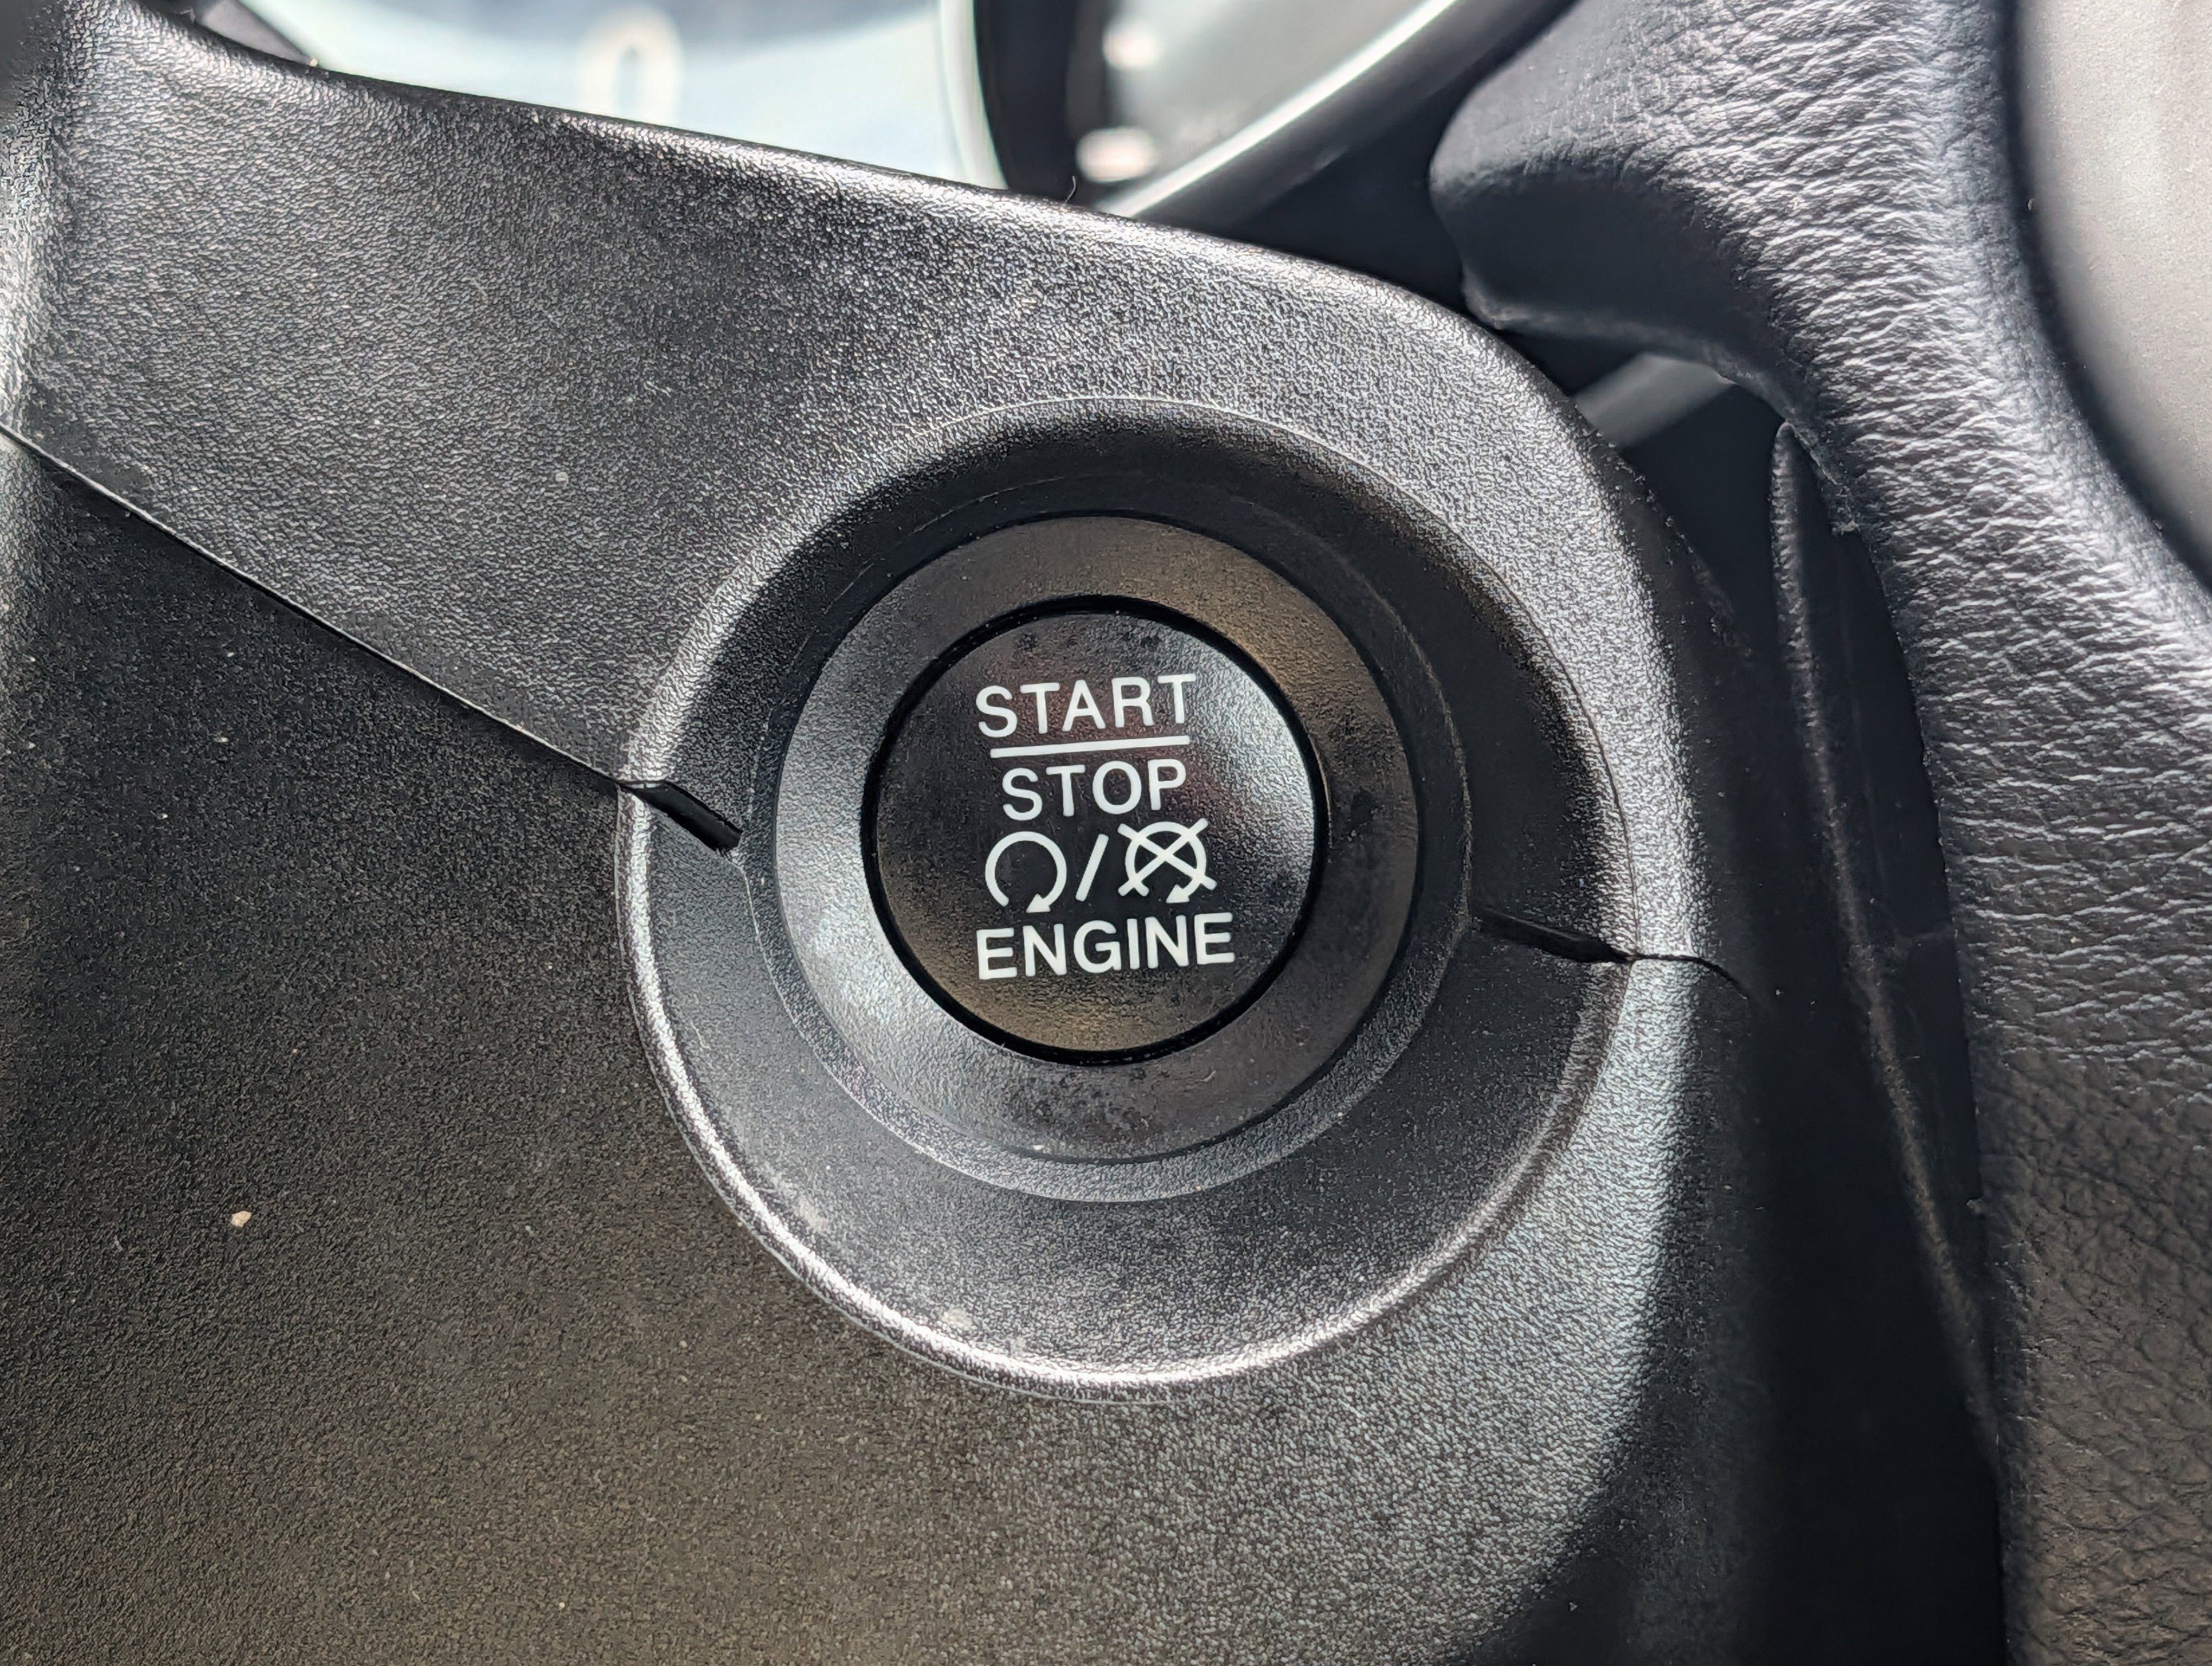 START
STOP
/
ENGINE